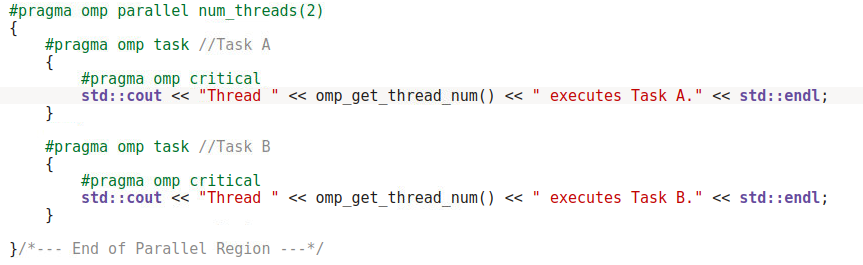 #pragma omp parallel num_threads(2)
{
    #pragma omp task //Task A
    {
        #pragma omp critical
        std::cout << "Thread " << omp_get_thread_num() << " executes Task A." << std::endl;
    }

    #pragma omp task //Task B
    {
        #pragma omp critical
        std::cout << "Thread " << omp_get_thread_num() << " executes Task B." << std::endl;
    }

}/*--- End of Parallel Region ---*/